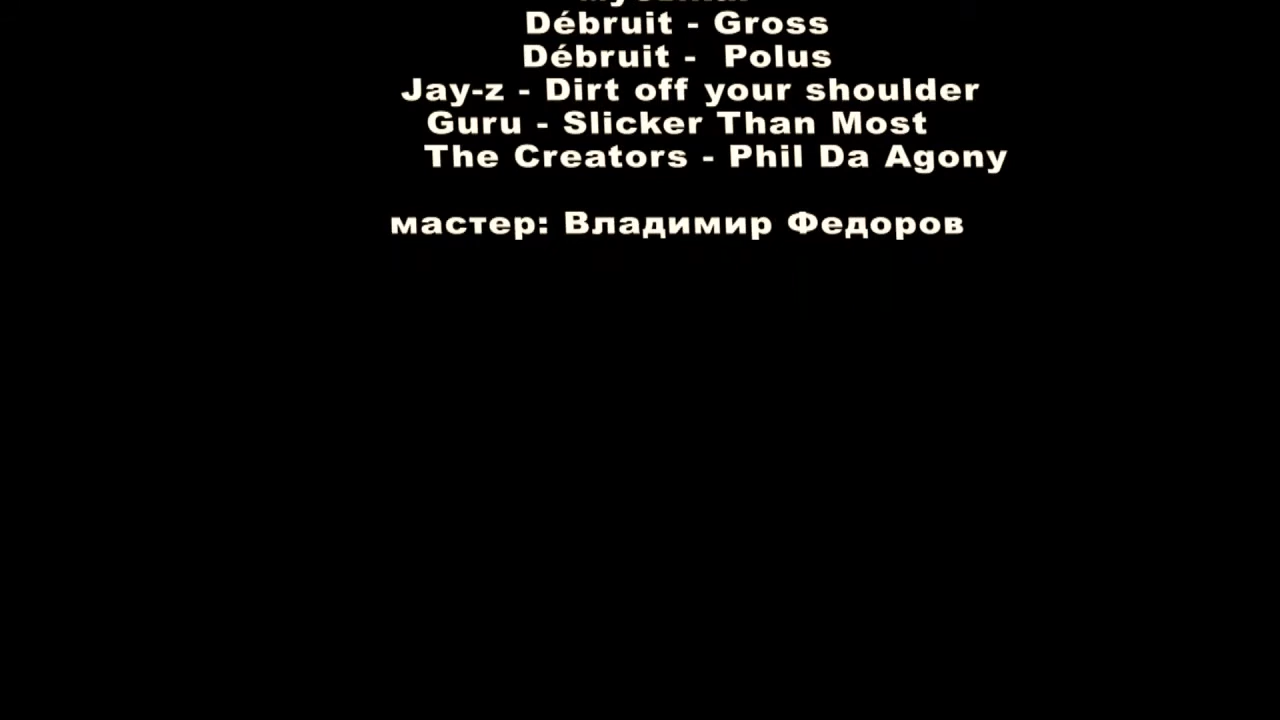 Débruit - Gross
Débruit - Polus
Jay-z - Dirt off your shoulder
Guru - Slicker Than Most
The Creators - Phil Da Agony
мастер: Владимир Федоров